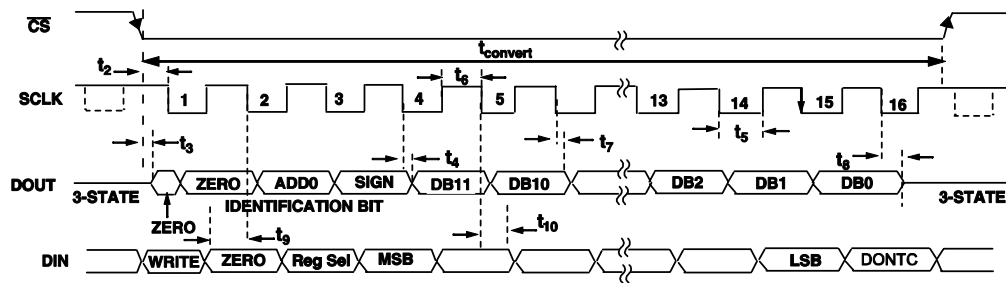 CS
tconvert
t2
t6
SCLK
1 2 3 4 5 13 14 15 16
t3
t4
t7
t5
t8
DOUT
ZERO ADD0 SIGN DB11 DB10 DB2 DB1 DB0
3-STATE
3-STATE
IDENTIFICATION BIT
ZERO
t9
t10
DIN
WRITE ZERO Reg Sel MSB LSB DONTC